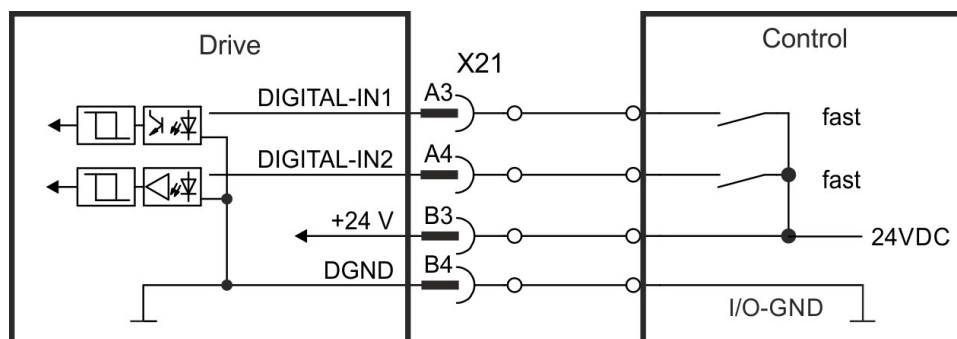 Drive
Control
X21
DIGITAL-IN1
A3
fast
DIGITAL-IN2
A4
fast
+24 V
B3
24VDC
DGND
B4
I/O-GND